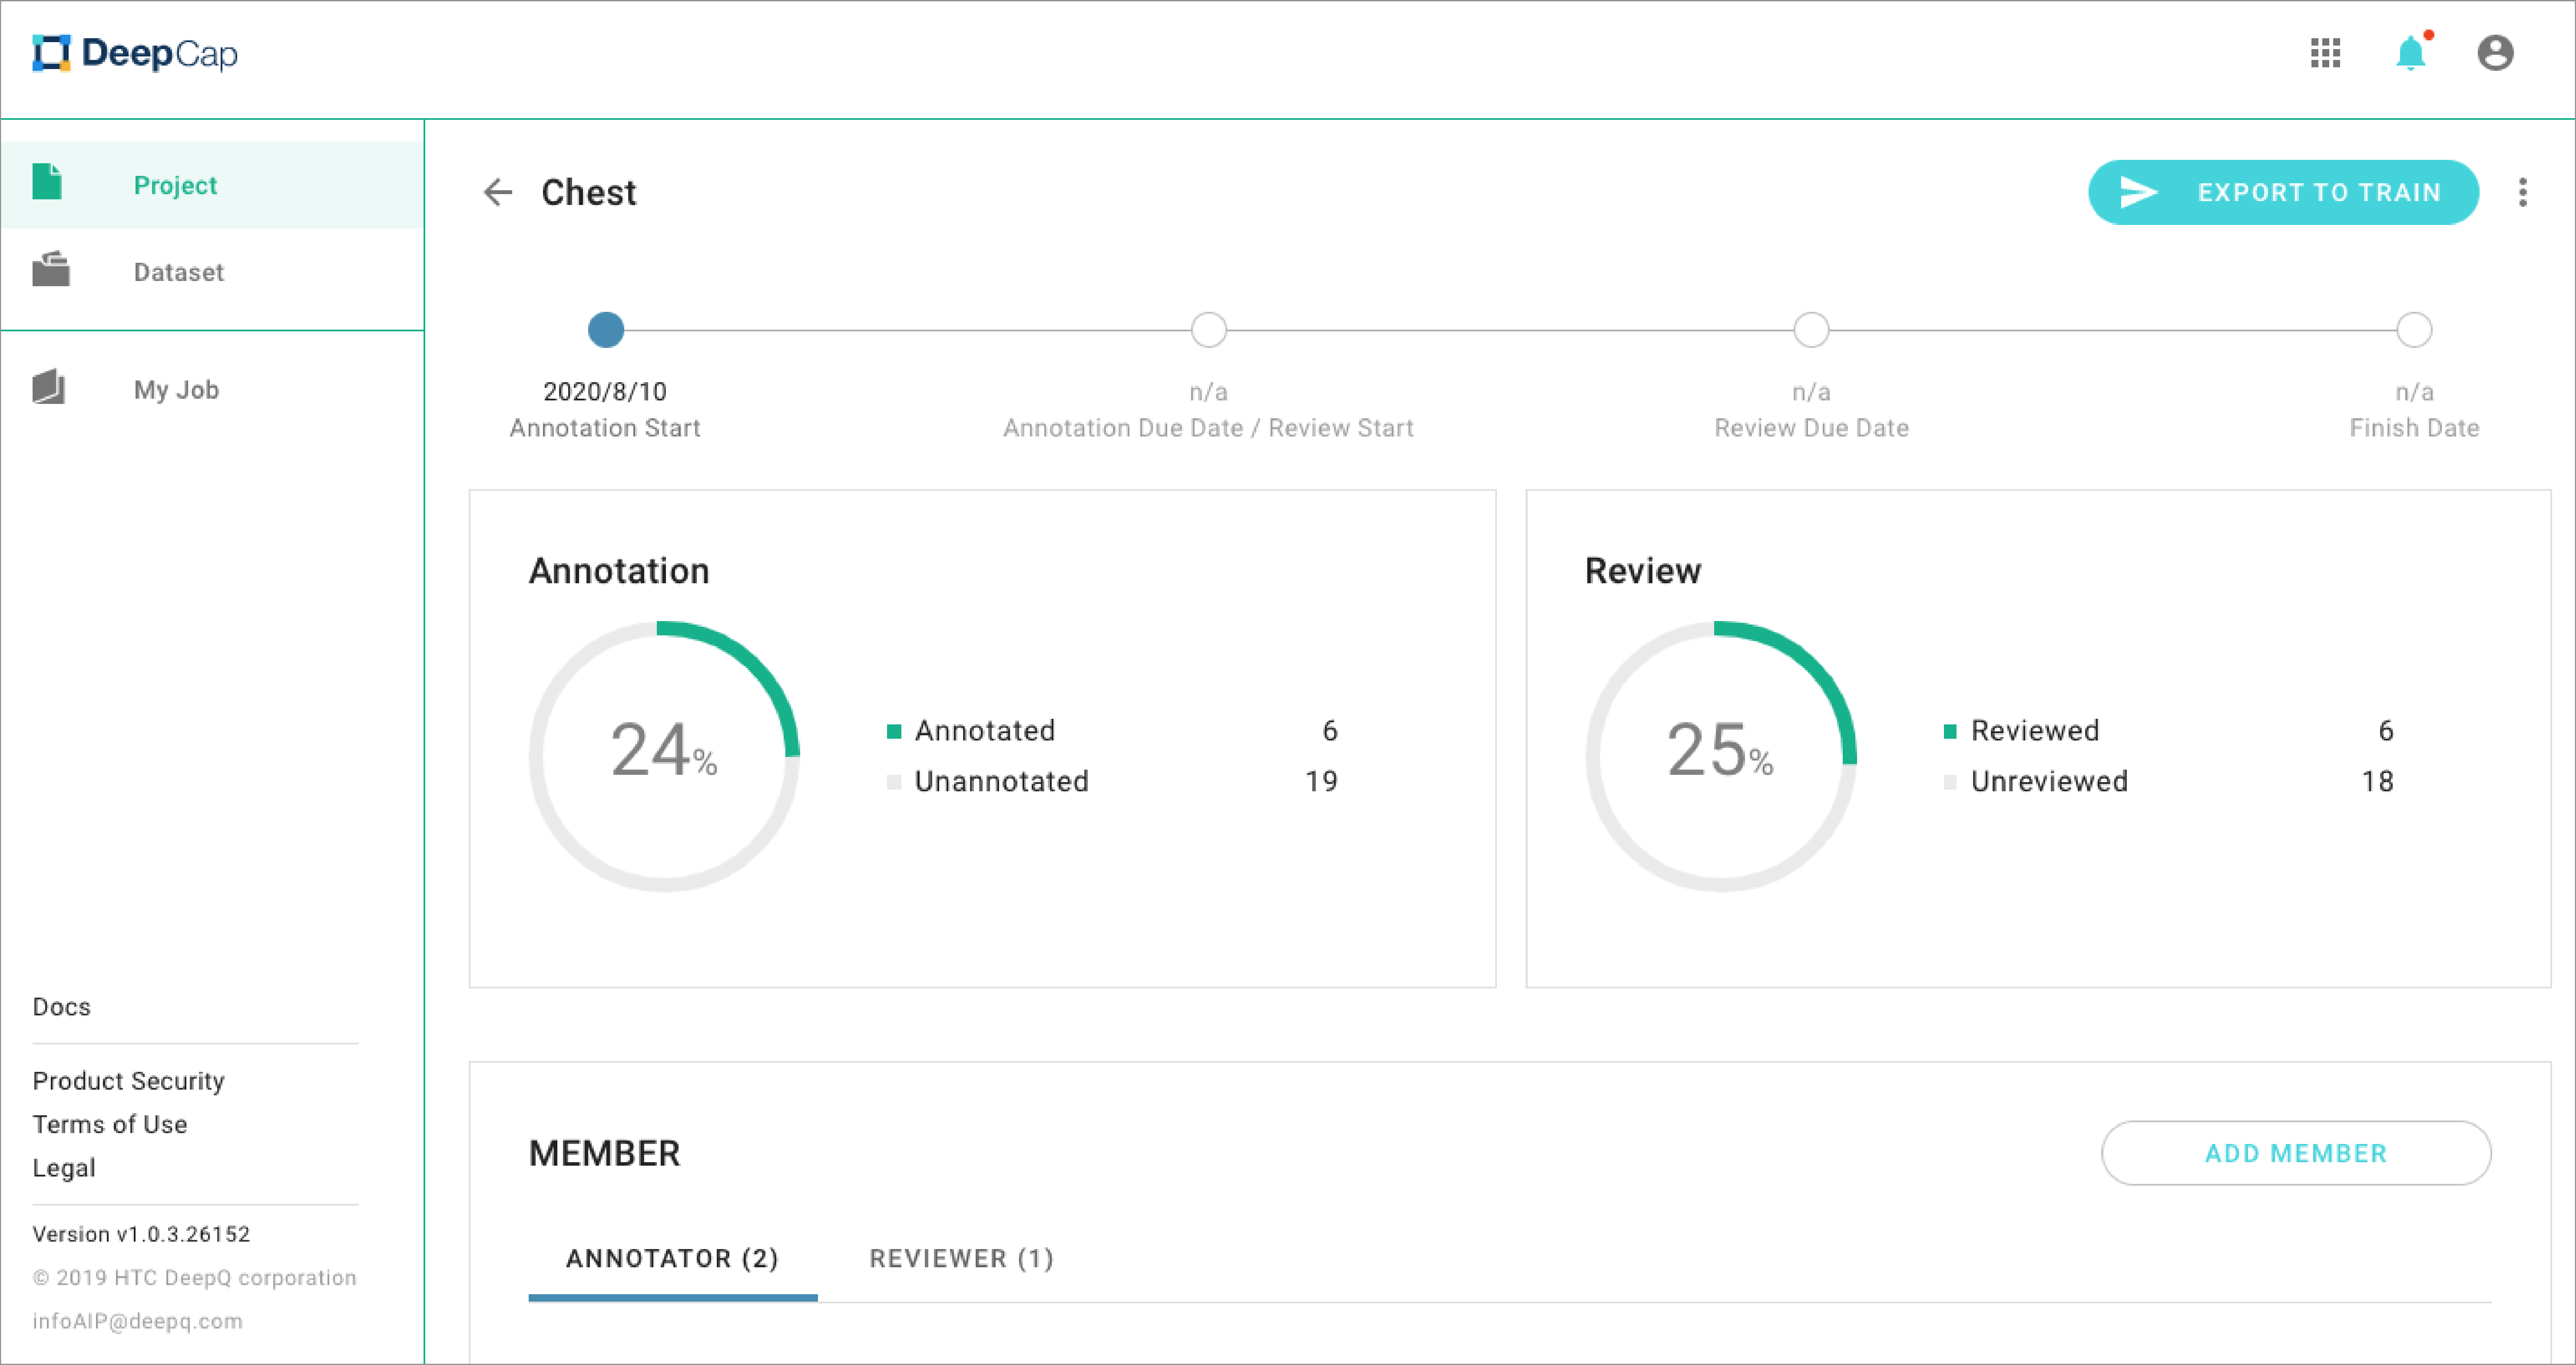 DeepCap
Project
Dataset
My Job
Docs
Product Security
Terms of Use
Legal
Version v1.0.3.26152
© 2019 HTC DeepQ corporation
infoAIP@deepq.com
Chest
EXPORT TO TRAIN
2020/8/10
Annotation Start
n/a
Annotation Due Date / Review Start
n/a
Review Due Date
n/a
Finish Date
Annotation
24%
Annotated 6
Unannotated 19
Review
25%
Reviewed 6
Unreviewed 18
MEMBER
ADD MEMBER
ANNOTATOR (2) REVIEWER (1)